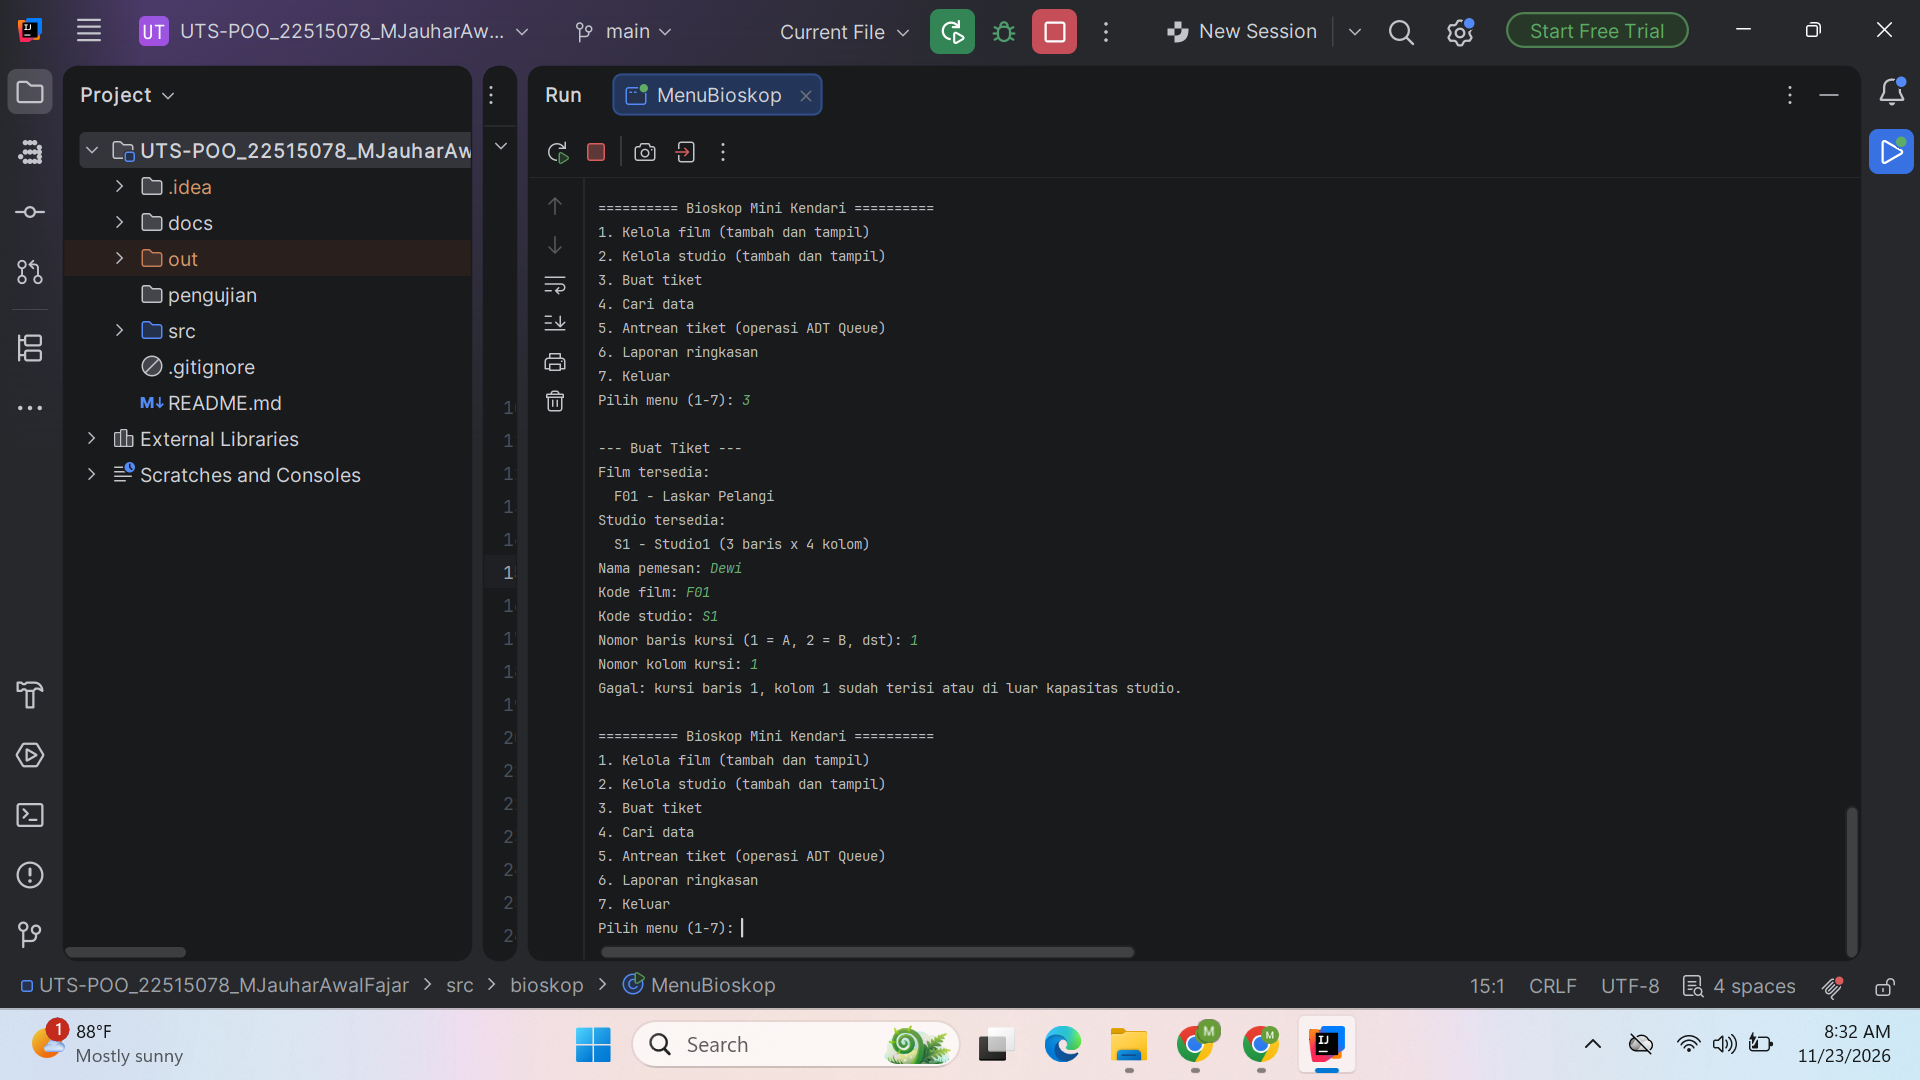 UT UTS-POO_22515078_MJauharAw... main Current File New Session Start Free Trial
Project
Run MenuBioskop
UTS-POO_22515078_MJauharAw
.idea
docs
out
pengujian
src
.gitignore
README.md
External Libraries
Scratches and Consoles
========== Bioskop Mini Kendari ==========
1. Kelola film (tambah dan tampil)
2. Kelola studio (tambah dan tampil)
3. Buat tiket
4. Cari data
5. Antrean tiket (operasi ADT Queue)
6. Laporan ringkasan
7. Keluar
Pilih menu (1-7): 3
--- Buat Tiket ---
Film tersedia:
F01 - Laskar Pelangi
Studio tersedia:
S1 - Studio1 (3 baris x 4 kolom)
Nama pemesan: Dewi
Kode film: F01
Kode studio: S1
Nomor baris kursi (1 = A, 2 = B, dst): 1
Nomor kolom kursi: 1
Gagal: kursi baris 1, kolom 1 sudah terisi atau di luar kapasitas studio.
========== Bioskop Mini Kendari ==========
1. Kelola film (tambah dan tampil)
2. Kelola studio (tambah dan tampil)
3. Buat tiket
4. Cari data
5. Antrean tiket (operasi ADT Queue)
6. Laporan ringkasan
7. Keluar
Pilih menu (1-7):
UTS-POO_22515078_MJauharAwalFajar > src > bioskop > MenuBioskop 15:1 CRLF UTF-8 4 spaces
1 88°F
Mostly sunny
Search
M
M
8:32 AM
11/23/2026